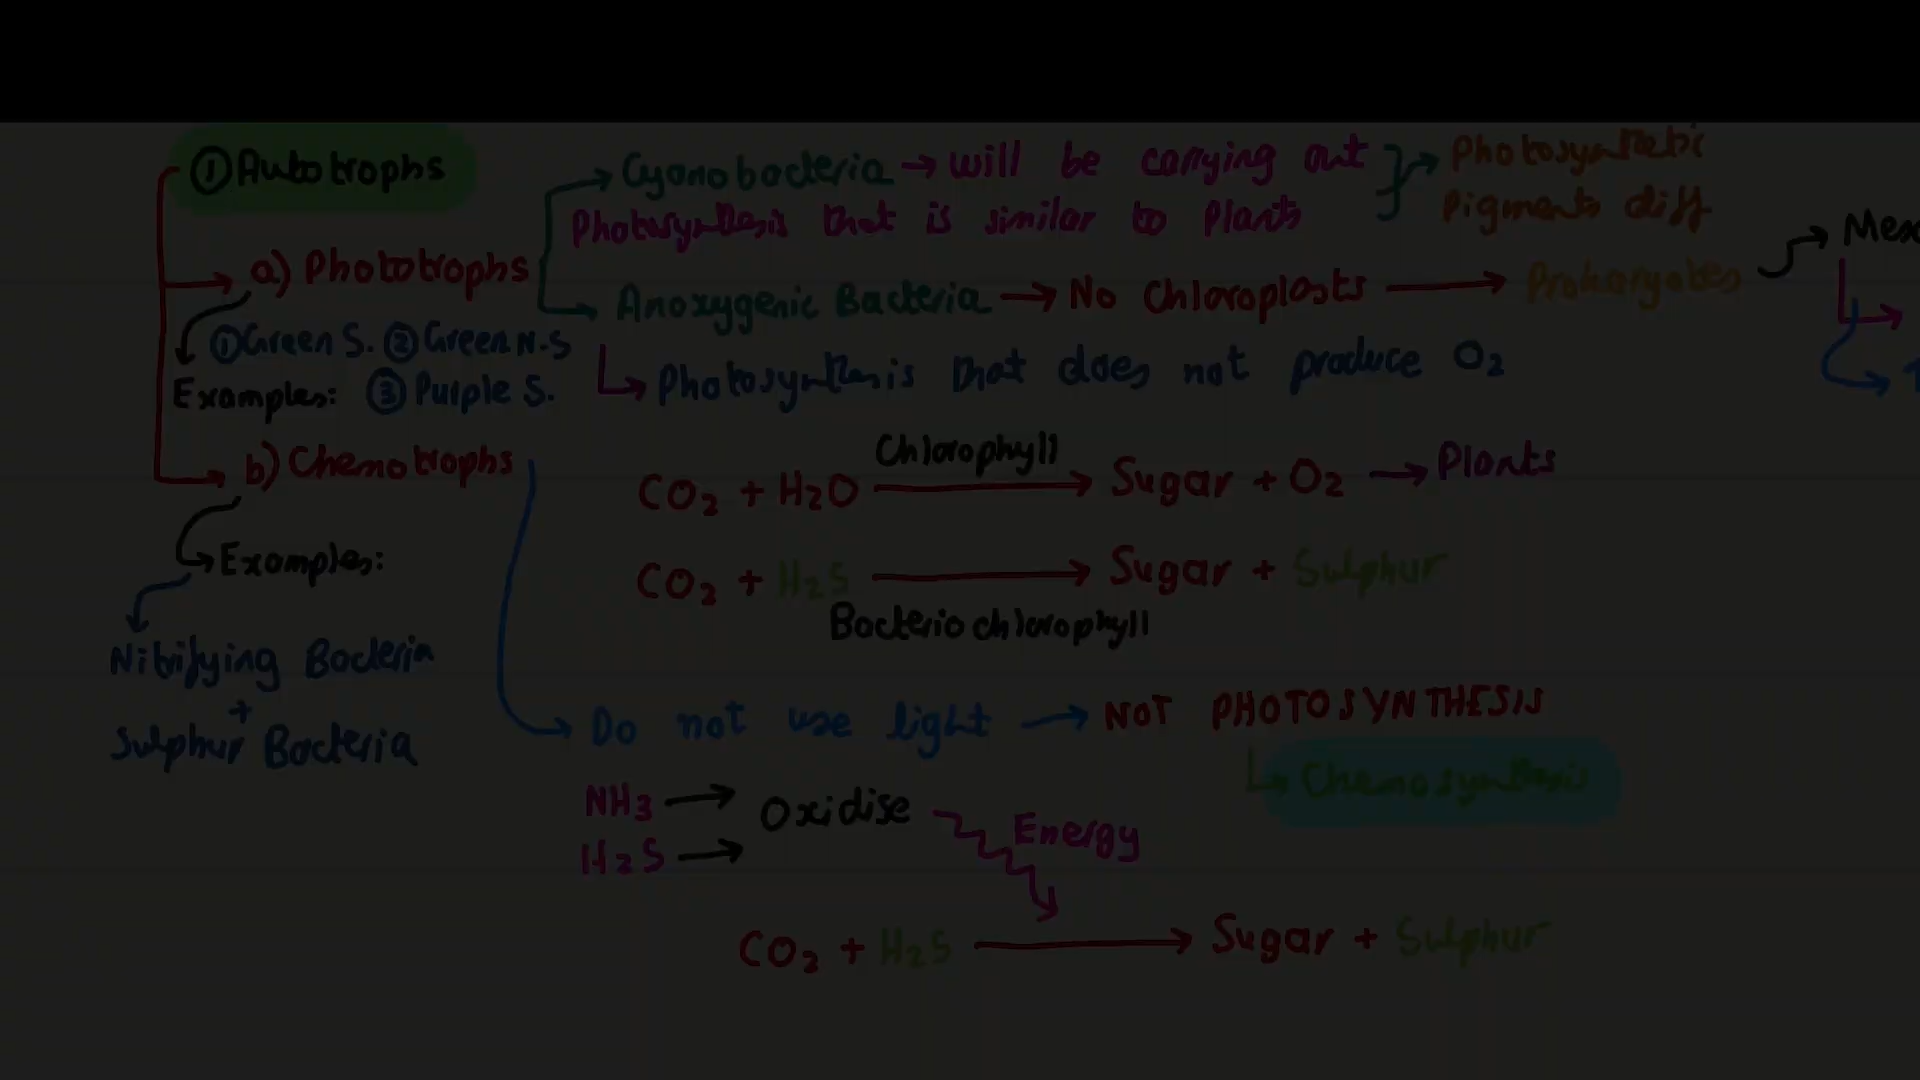 ① Autotrophs
Cyanobacteria → will be carrying out
Photosynthesis that is similar to Plants
Photosynthetic
Pigments diff
a) Phototrophs
Anoxygenic Bacteria → No Chloroplasts → Prokaryotes
① Green S. ② Green N.S
Examples: ③ Purple S.
Photosynthesis that does not produce O₂
b) Chemotrophs
Chlorophyll
CO₂ + H₂O → Sugar + O₂ → Plants
Examples:
CO₂ + H₂S → Sugar + Sulphur
Bacteriochlorophyll
Nitrifying Bacteria
+
Sulphur Bacteria
Do not use light → NOT PHOTOSYNTHESIS
Chemosynthesis
NH₃ → Oxidise
H₂S →
Energy
CO₂ + H₂S → Sugar + Sulphur